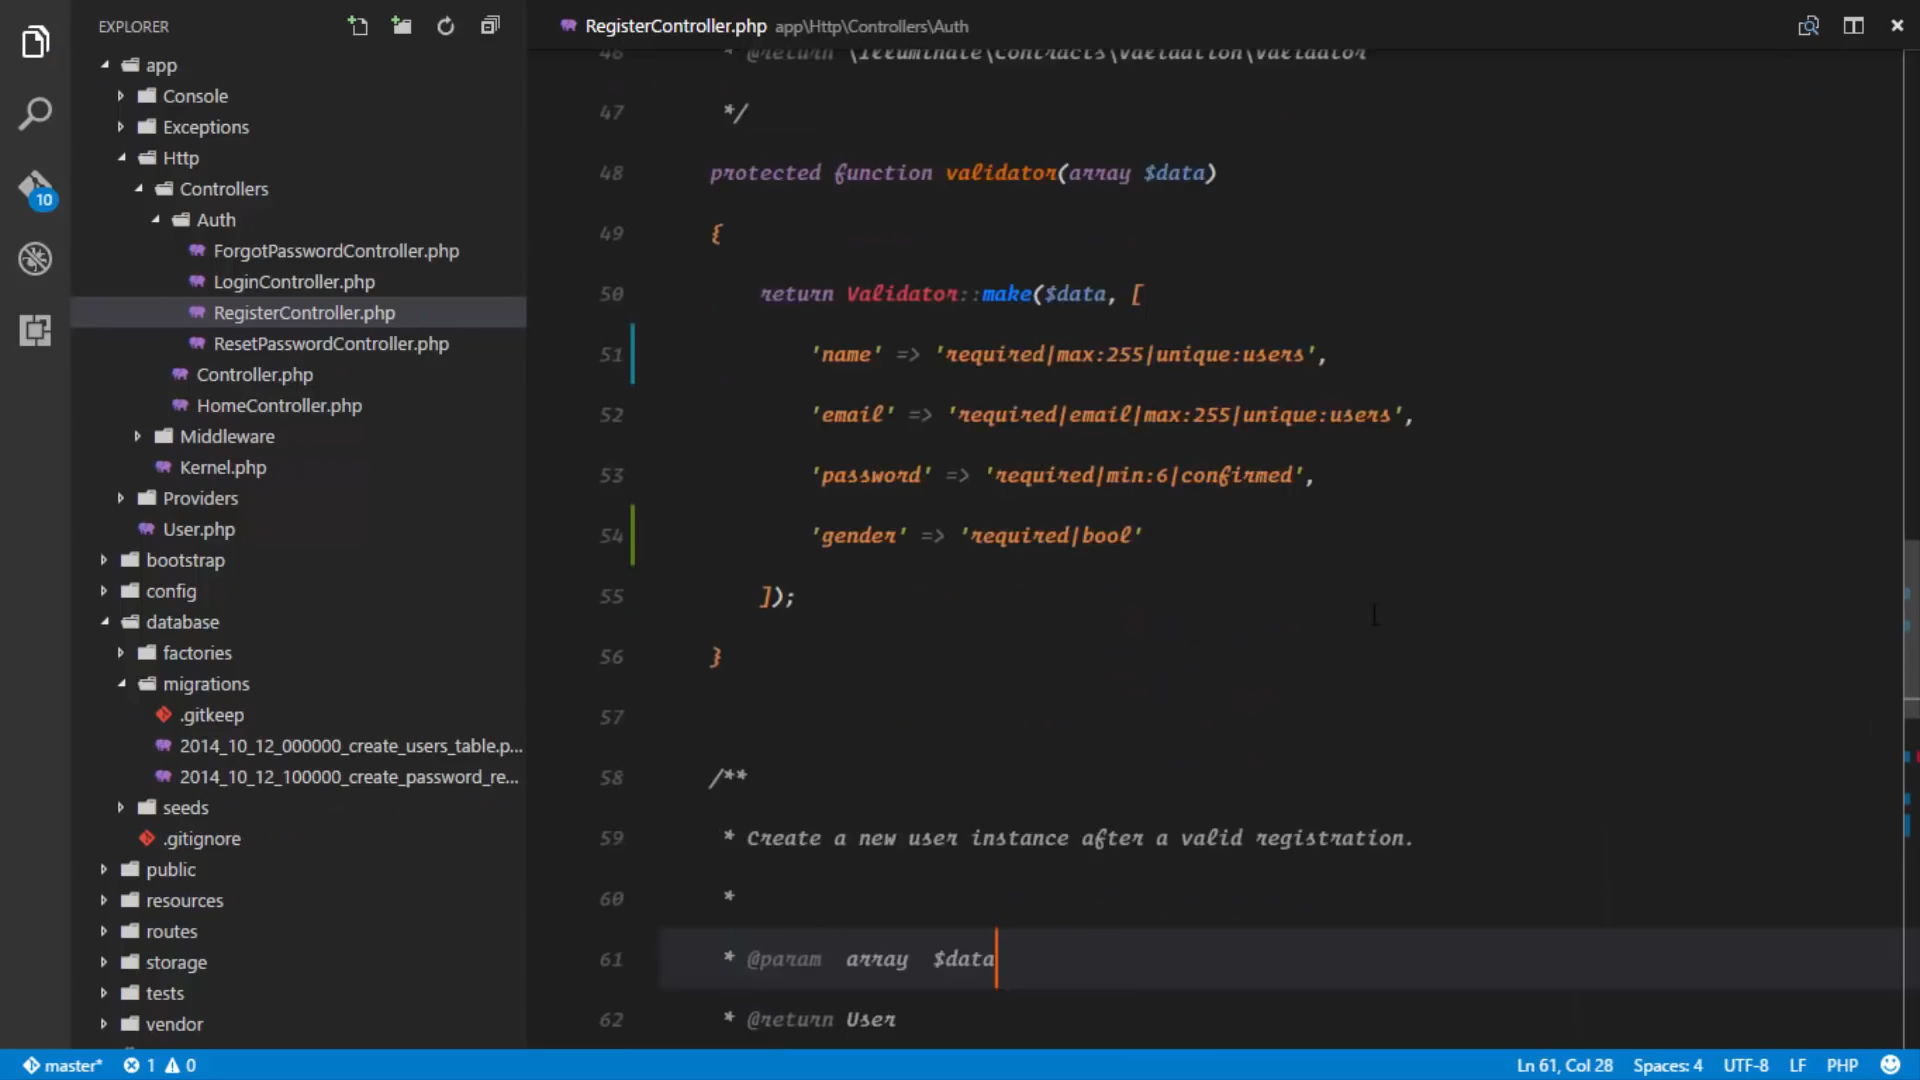 EXPLORER
app
Console
Exceptions
Http
Controllers
Auth
ForgotPasswordController.php
LoginController.php
RegisterController.php
ResetPasswordController.php
Controller.php
HomeController.php
Middleware
Kernel.php
Providers
User.php
bootstrap
config
database
factories
migrations
.gitkeep
2014_10_12_000000_create_users_table.p...
2014_10_12_100000_create_password_re...
seeds
.gitignore
public
resources
routes
storage
tests
vendor
10
RegisterController.php app\Http\Controllers\Auth
46 * @return \Illuminate\Contracts\Validation\Validator
47 */
48 protected function validator(array $data)
49 {
50 return Validator::make($data, [
51 'name' => 'required|max:255|unique:users',
52 'email' => 'required|email|max:255|unique:users',
53 'password' => 'required|min:6|confirmed',
54 'gender' => 'required|bool'
55 ]);
56 }
57
58 /**
59 * Create a new user instance after a valid registration.
60 *
61 * @param  array  $data
62 * @return User
master* 1 0 Ln 61, Col 28 Spaces: 4 UTF-8 LF PHP